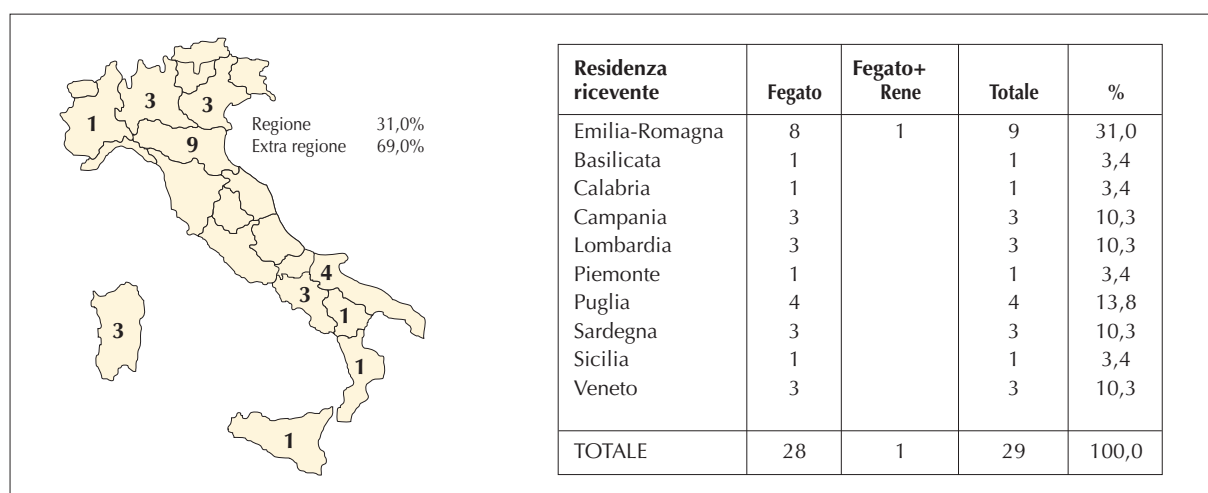 3
3
1
9
Regione 31,0%
Extra regione 69,0%
4
3
1
3
1
1
Residenza ricevente Fegato Fegato+ Rene Totale %
Emilia-Romagna 8 1 9 31,0
Basilicata 1 1 3,4
Calabria 1 1 3,4
Campania 3 3 10,3
Lombardia 3 3 10,3
Piemonte 1 1 3,4
Puglia 4 4 13,8
Sardegna 3 3 10,3
Sicilia 1 1 3,4
Veneto 3 3 10,3
TOTALE 28 1 29 100,0